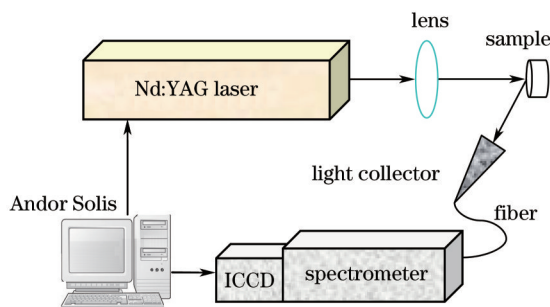 lens
sample
Nd:YAG laser
light collector
Andor Solis
fiber
ICCD
spectrometer